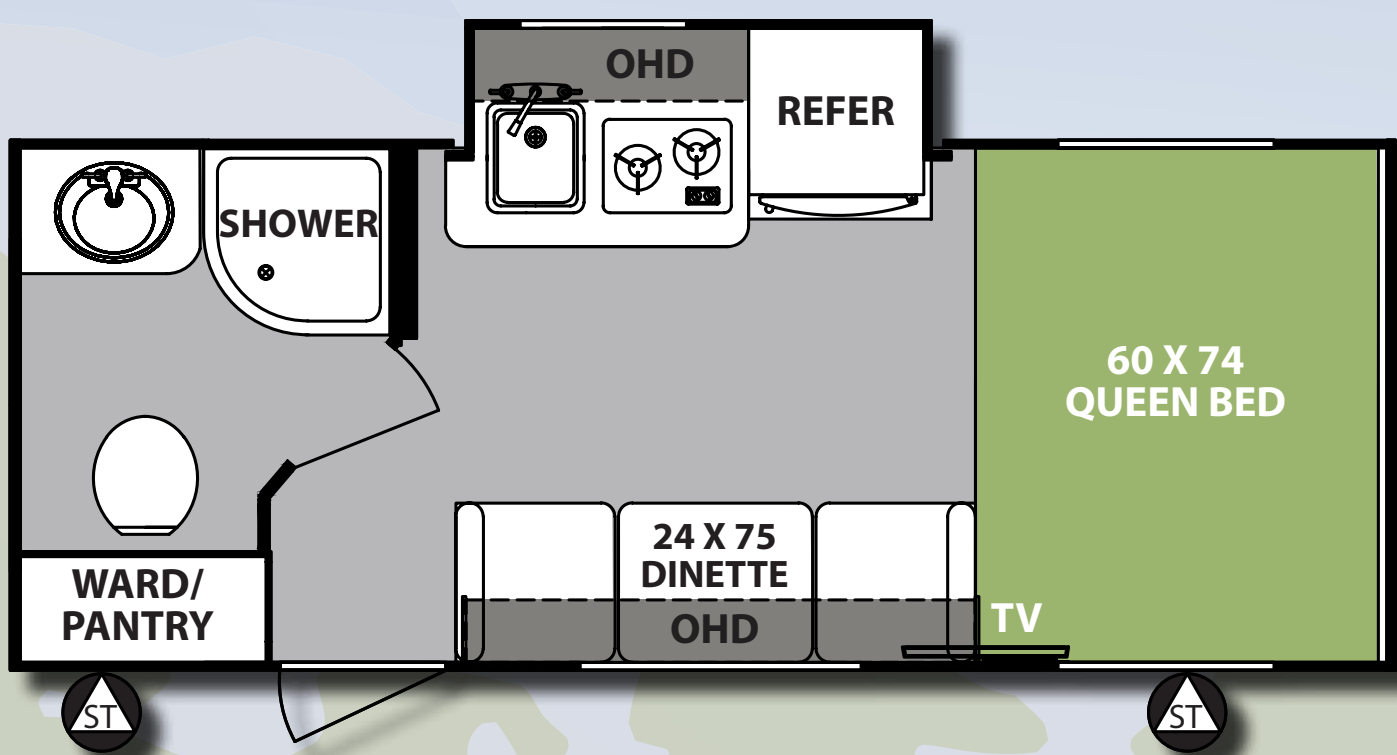 OHD
REFER
SHOWER
60 X 74
QUEEN BED
24 X 75
DINETTE
WARD/
PANTRY
OHD
TV
ST
ST